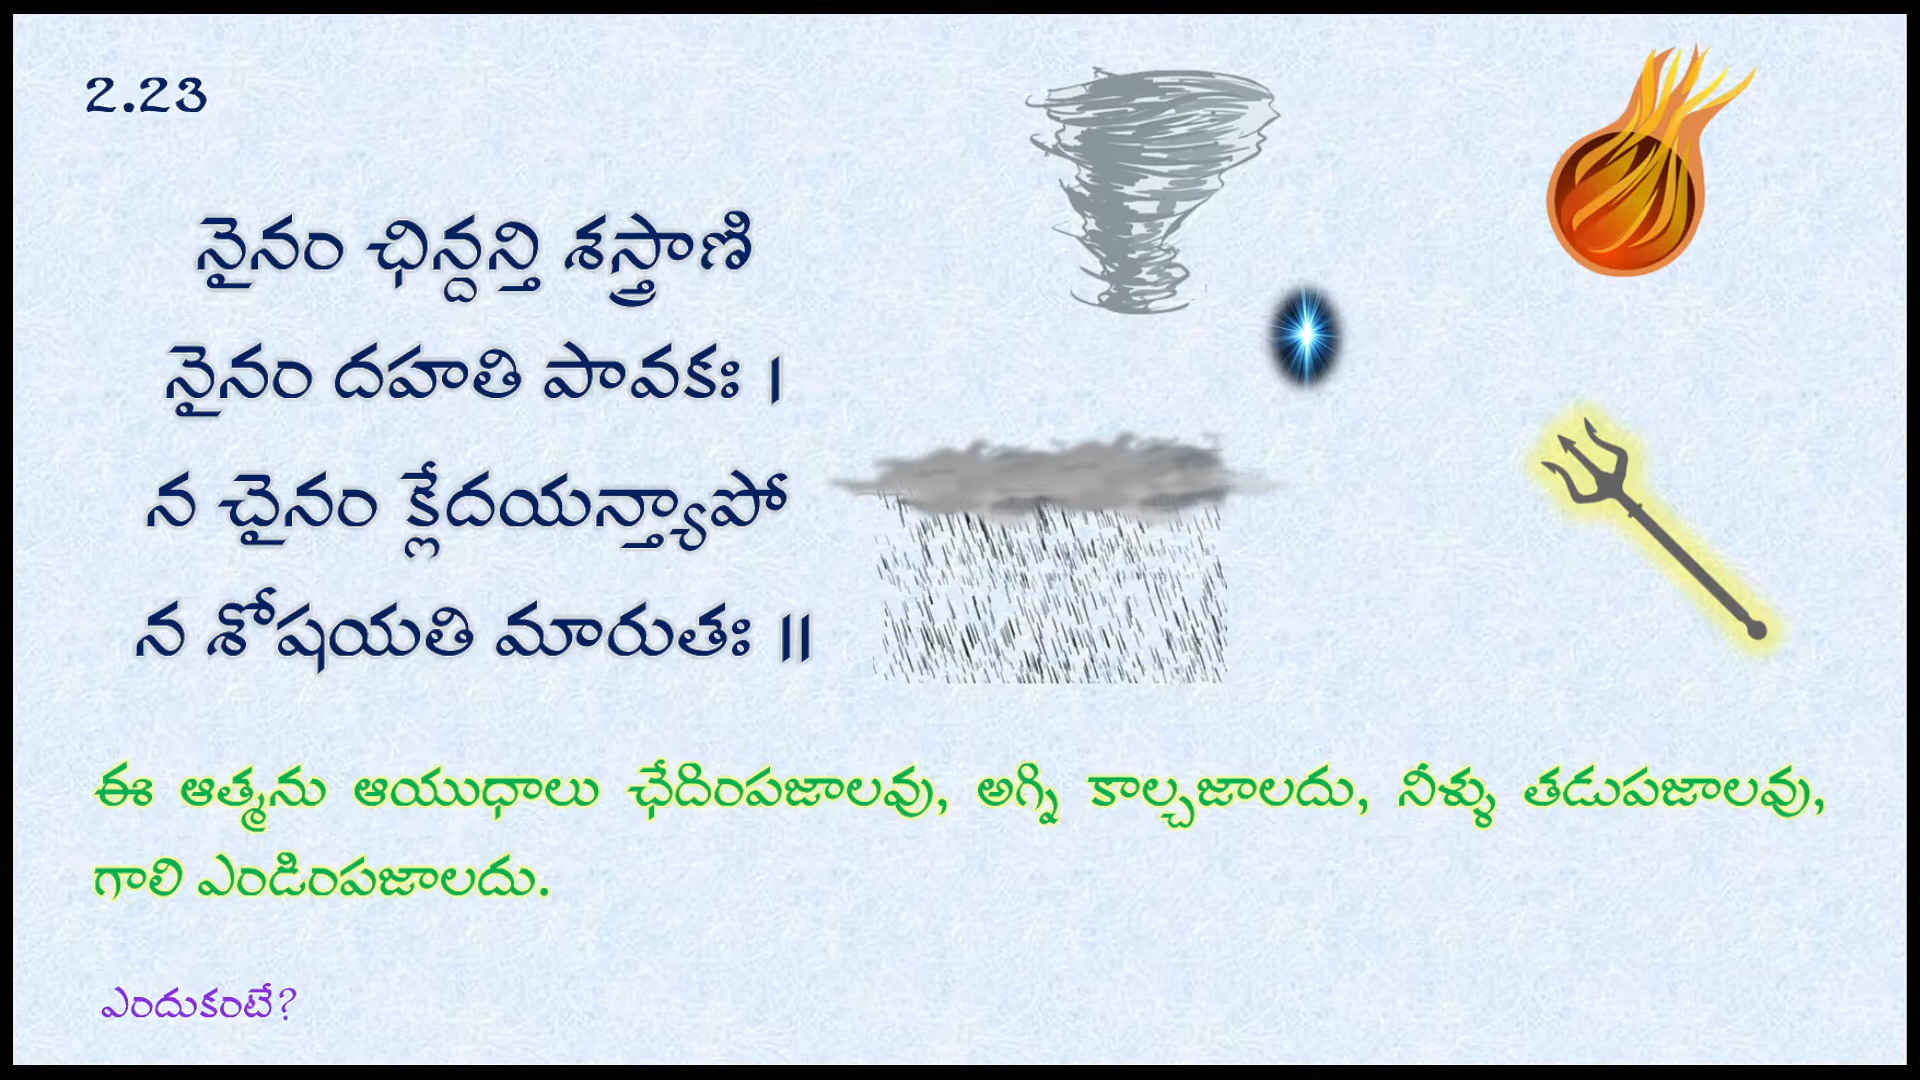 2.23
నైనం ఛిన్దన్తి శస్త్రాణి
నైనం దహతి పావకః ।
న చైనం క్లేదయన్త్యాపో
న శోషయతి మారుతః ॥
ఈ ఆత్మను ఆయుధాలు ఛేదింపజాలవు, అగ్ని కాల్చజాలదు, నీళ్ళు తడుపజాలవు,
గాలి ఎండింపజాలదు.
ఎందుకంటే?